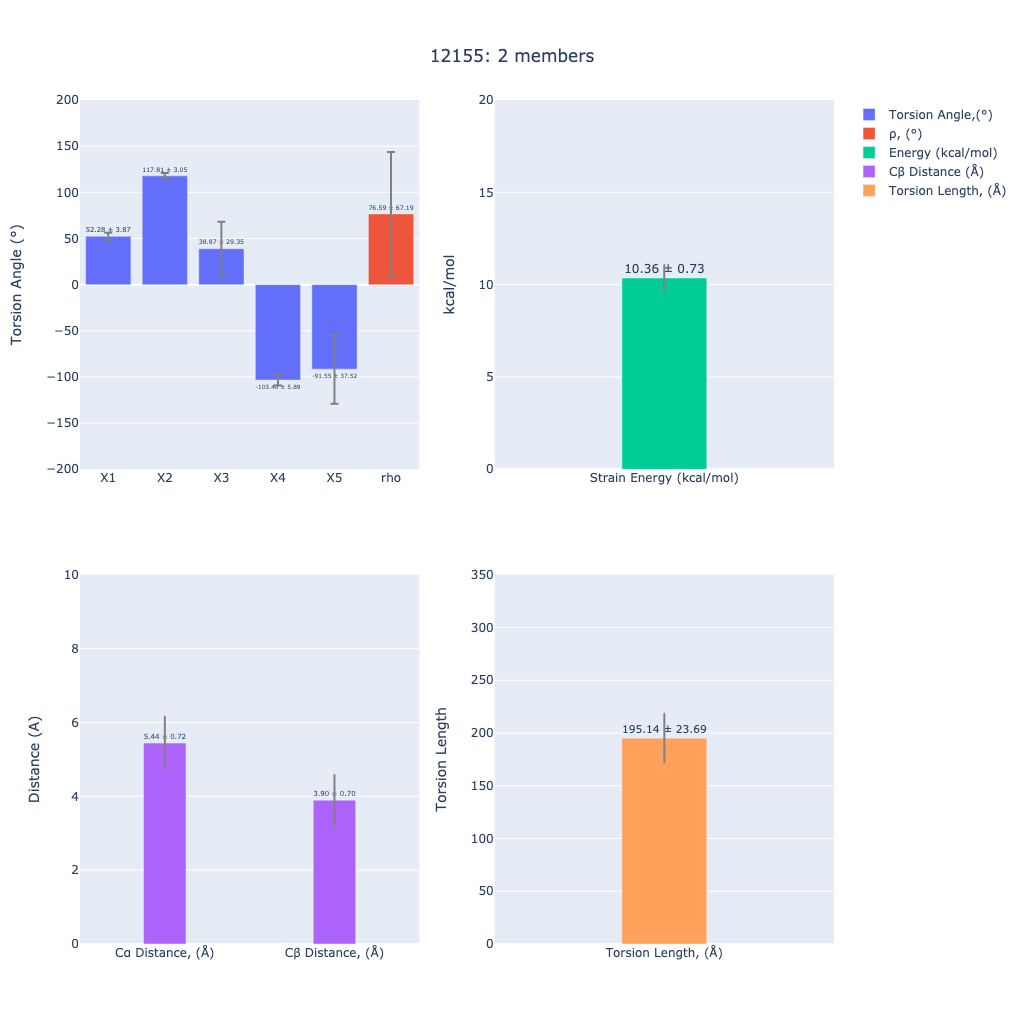 12155: 2 members
Torsion Angle (°)
200
150
100
50
0
−50
−100
−150
−200
52.28 ± 3.87
117.81 ± 3.05
38.87 ± 29.35
-103.46 ± 5.89
-91.55 ± 37.52
76.59 ± 67.19
X1 X2 X3 X4 X5 rho
kcal/mol
20
15
10
5
0
10.36 ± 0.73
Strain Energy (kcal/mol)
Torsion Angle,(°)
ρ, (°)
Energy (kcal/mol)
Cβ Distance (Å)
Torsion Length, (Å)
Distance (A)
10
8
6
4
2
0
5.44 ± 0.72
3.90 ± 0.70
Cα Distance, (Å) Cβ Distance, (Å)
Torsion Length
350
300
250
200
150
100
50
0
195.14 ± 23.69
Torsion Length, (Å)